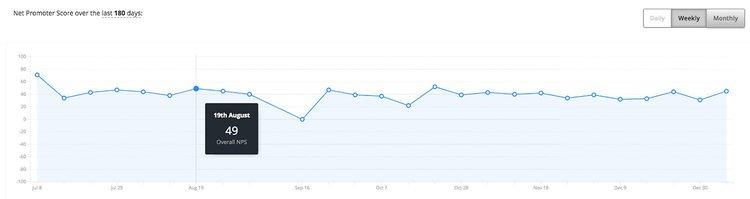 Net Promoter Score over the last 180 days:
Daily Weekly Monthly
100
80
60
40
20
0
-20
-40
-60
-80
-100
19th August
49
Overall NPS
Jul 8 Jul 29 Aug 19 Sep 16 Oct 7 Oct 28 Nov 18 Dec 9 Dec 30